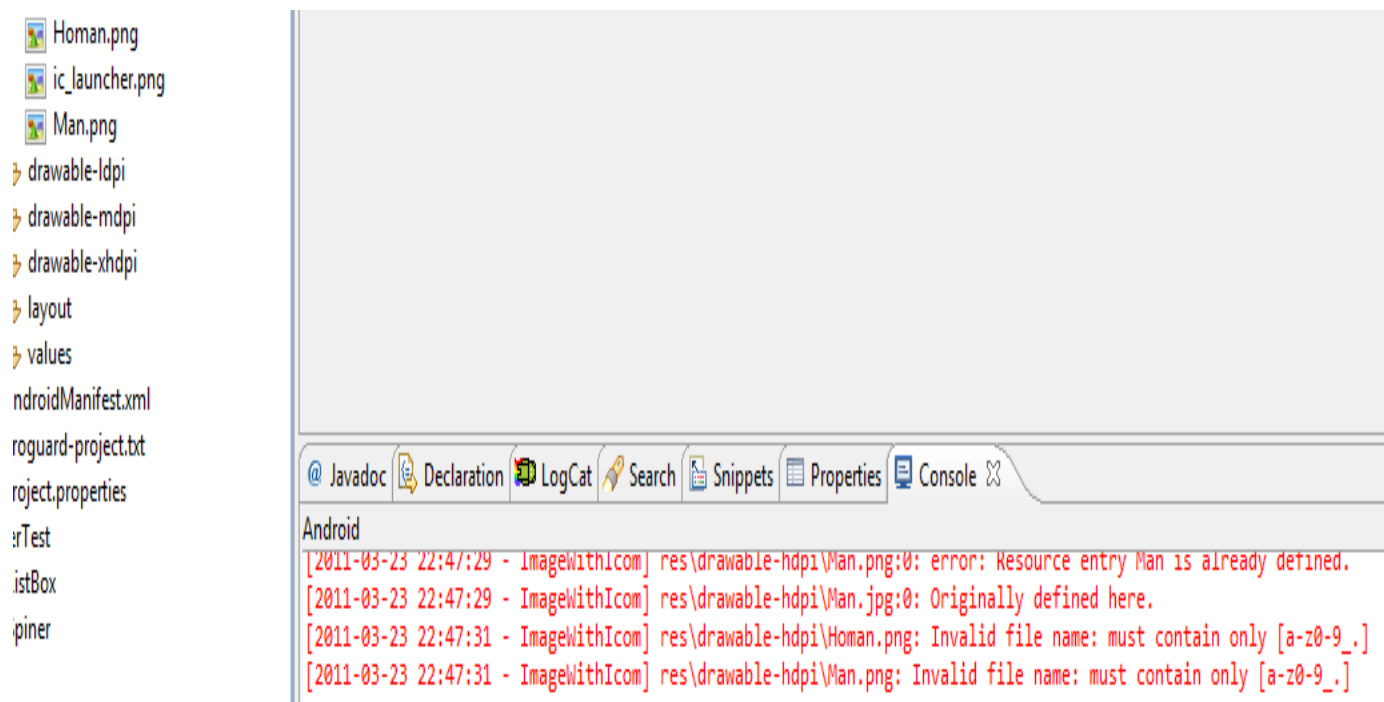 Homan.png
ic_launcher.png
Man.png
drawable-ldpi
drawable-mdpi
drawable-xhdpi
layout
values
ndroidManifest.xml
roguard-project.txt
roject.properties
erTest
istBox
piner
@ Javadoc Declaration LogCat Search Snippets Properties Console
Android
[2011-03-23 22:47:29 - ImageWithIcom] res\drawable-hdpi\Man.png:0: error: Resource entry Man is already defined.
[2011-03-23 22:47:29 - ImageWithIcom] res\drawable-hdpi\Man.jpg:0: Originally defined here.
[2011-03-23 22:47:31 - ImageWithIcom] res\drawable-hdpi\Homan.png: Invalid file name: must contain only [a-z0-9_.]
[2011-03-23 22:47:31 - ImageWithIcom] res\drawable-hdpi\Man.png: Invalid file name: must contain only [a-z0-9_.]